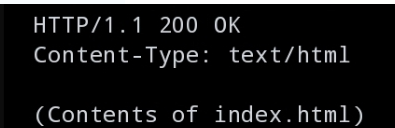 HTTP/1.1 200 OK
Content-Type: text/html

(Contents of index.html)